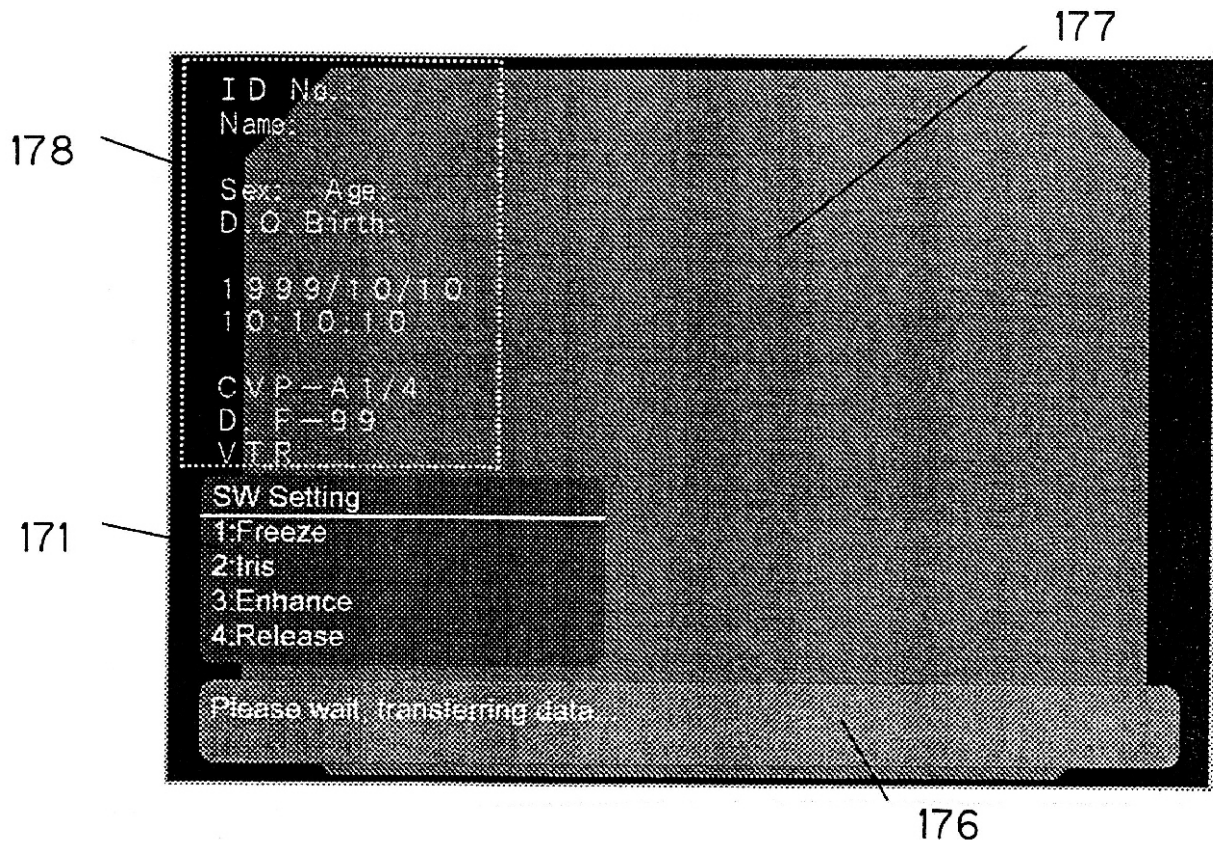 177
178
ID No.:
Name:
Sex: Age:
D.O.Birth:
1999/10/10
10:10:10
CVP-A1/4
D.F-99
VTR
171
SW Setting
1:Freeze
2:Iris
3:Enhance
4:Release
Please wait, transferring data...
176